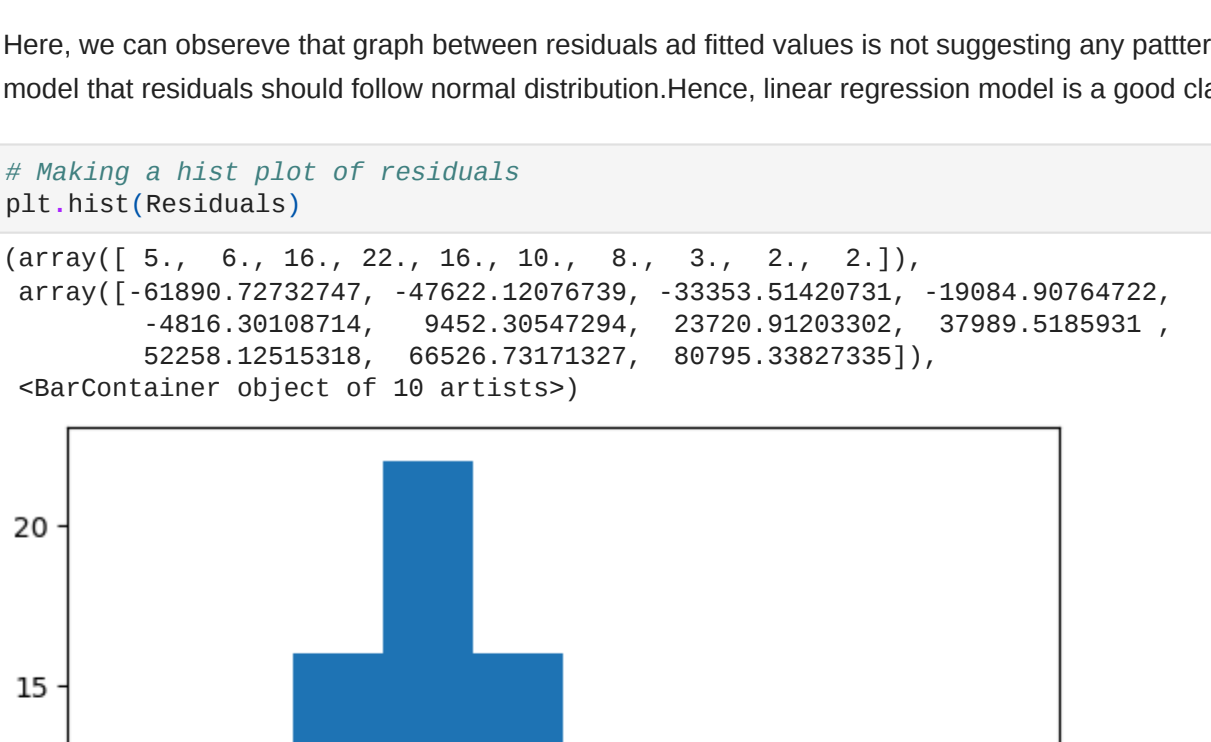 Here, we can obsereve that graph between residuals ad fitted values is not suggesting any pattter
model that residuals should follow normal distribution.Hence, linear regression model is a good cla
# Making a hist plot of residuals
plt.hist(Residuals)
(array([ 5.,  6., 16., 22., 16., 10.,  8.,  3.,  2.,  2.]),
 array([-61890.72732747, -47622.12076739, -33353.51420731, -19084.90764722,
         -4816.30108714,   9452.30547294,  23720.91203302,  37989.5185931 ,
         52258.12515318,  66526.73171327,  80795.33827335]),
 <BarContainer object of 10 artists>)
20
15